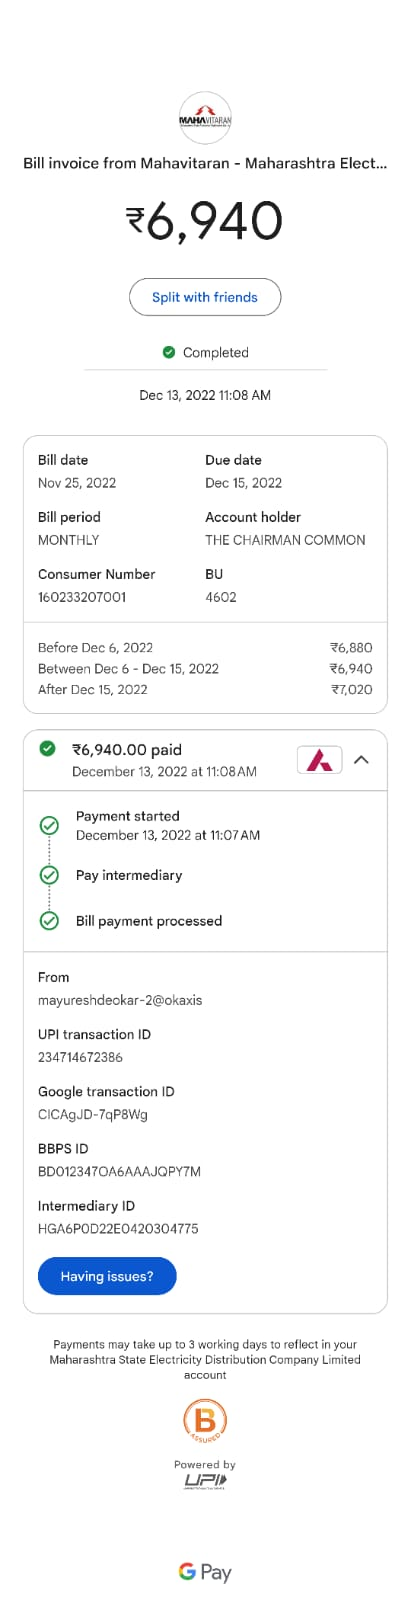 MAHAVITARAN
Bill invoice from Mahavitaran - Maharashtra Elect...
₹6,940
Split with friends
Completed
Dec 13, 2022 11:08 AM
Bill date Due date
Nov 25, 2022 Dec 15, 2022
Bill period Account holder
MONTHLY THE CHAIRMAN COMMON
Consumer Number BU
160233207001 4602
Before Dec 6, 2022 ₹6,880
Between Dec 6 - Dec 15, 2022 ₹6,940
After Dec 15, 2022 ₹7,020
₹6,940.00 paid
December 13, 2022 at 11:08 AM
Payment started
December 13, 2022 at 11:07 AM
Pay intermediary
Bill payment processed
From
mayureshdeokar-2@okaxis
UPI transaction ID
234714672386
Google transaction ID
CICAgJD-7qP8Wg
BBPS ID
BD012347OA6AAAJQPY7M
Intermediary ID
HGA6P0D22E0420304775
Having issues?
Payments may take up to 3 working days to reflect in your
Maharashtra State Electricity Distribution Company Limited
account
B
ASSURED
Powered by
UPI
G Pay